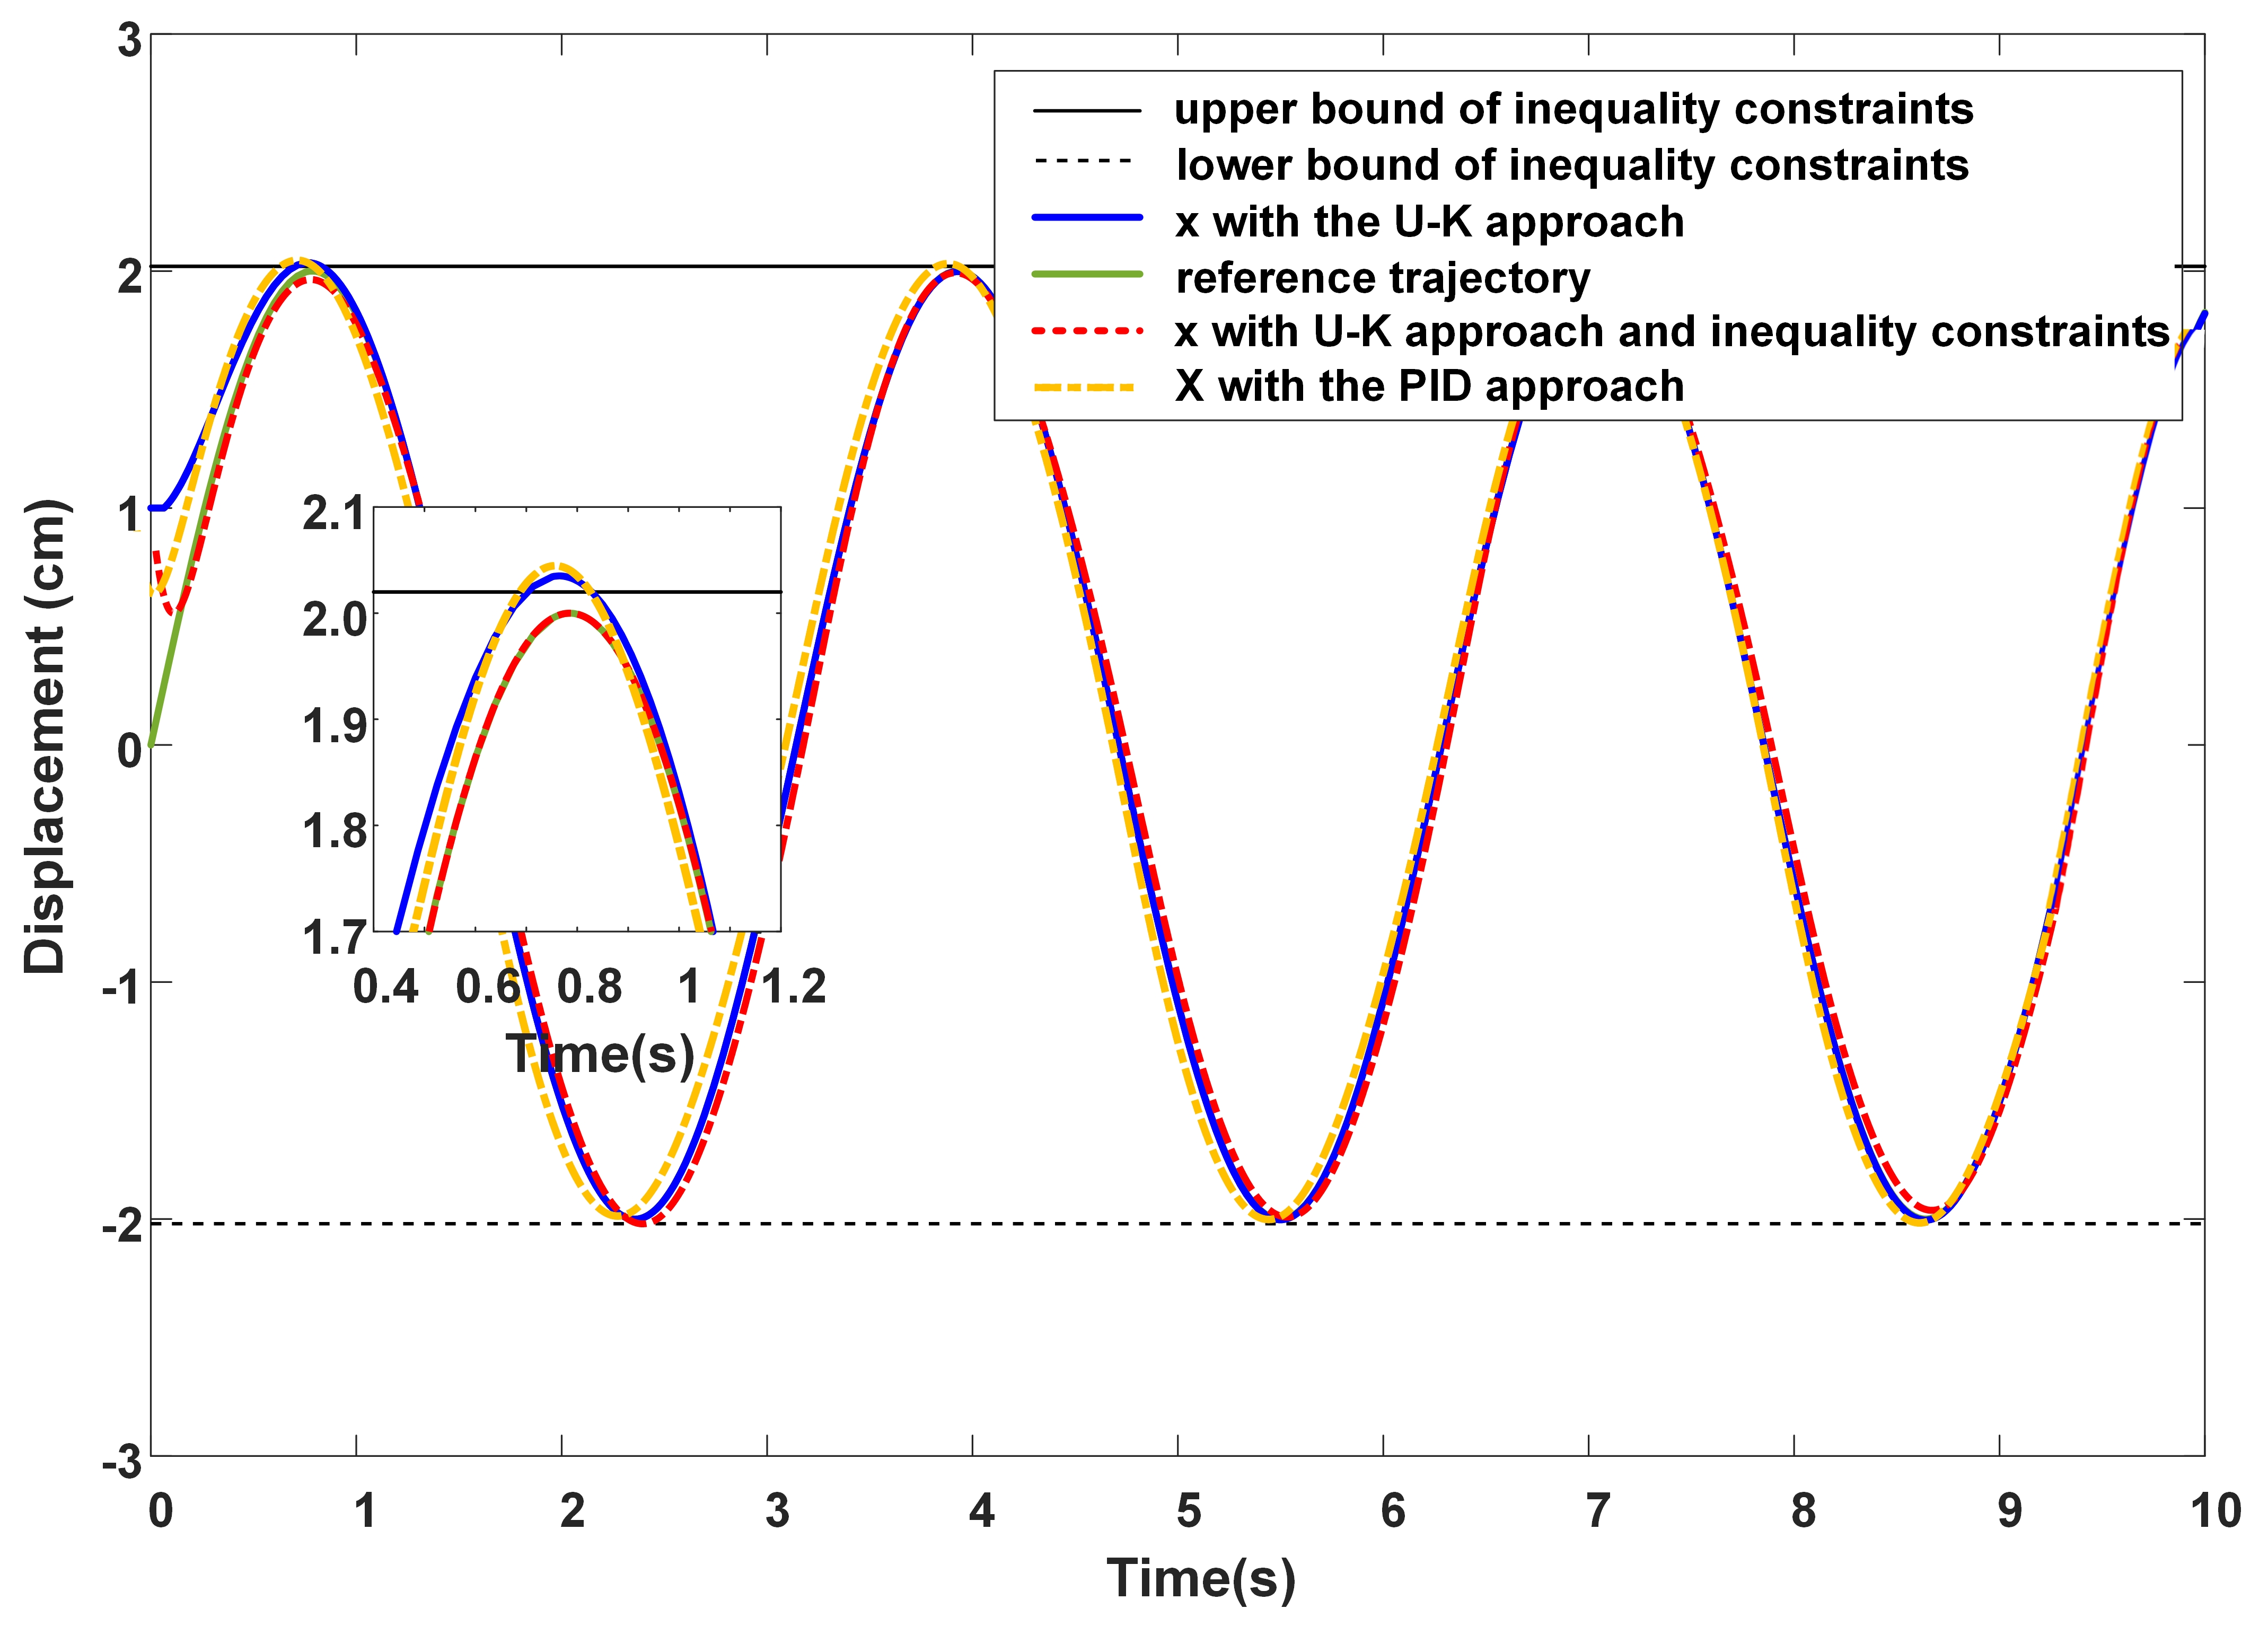 3
2
1
0
-1
-2
-3
Displacement (cm)
upper bound of inequality constraints
lower bound of inequality constraints
x with the U-K approach
reference trajectory
x with U-K approach and inequality constraints
X with the PID approach
2.1
2.0
1.9
1.8
1.7
0.4 0.6 0.8 1 1.2
Time(s)
0 1 2 3 4 5 6 7 8 9 10
Time(s)